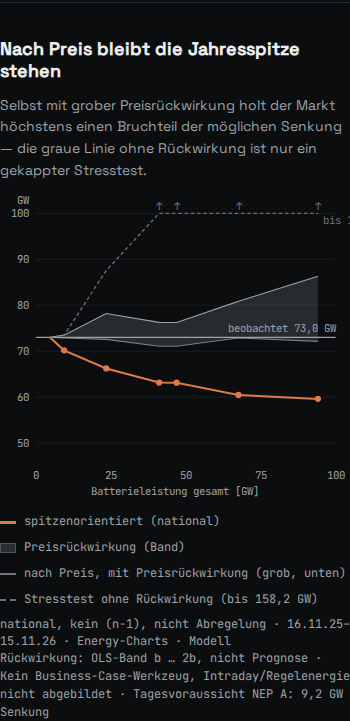 Nach Preis bleibt die Jahresspitze
stehen
Selbst mit grober Preisrückwirkung holt der Markt
höchstens einen Bruchteil der möglichen Senkung
— die graue Linie ohne Rückwirkung ist nur ein
gekappter Stresstest.
GW
100
↑ ↑ ↑ ↑
bis 1
90
80
beobachtet 73,0 GW
70
60
50
0 25 50 75 100
Batterieleistung gesamt [GW]
spitzenorientiert (national)
Preisrückwirkung (Band)
nach Preis, mit Preisrückwirkung (grob, unten)
Stresstest ohne Rückwirkung (bis 158,2 GW)
national, kein (n-1), nicht Abregelung · 16.11.25–
15.11.26 · Energy-Charts · Modell
Rückwirkung: OLS-Band b … 2b, nicht Prognose ·
Kein Business-Case-Werkzeug, Intraday/Regelenergie
nicht abgebildet · Tagesvoraussicht NEP A: 9,2 GW
Senkung